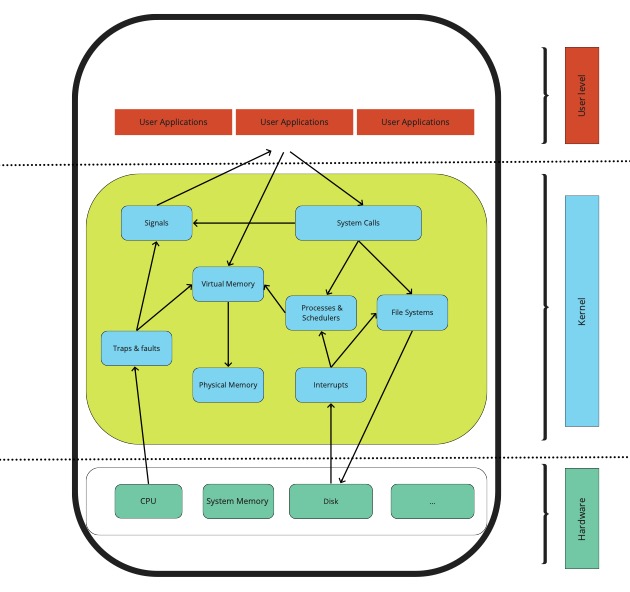 User Applications
User Applications
User Applications
User level
Signals
System Calls
Virtual Memory
Processes &
Schedulers
File Systems
Traps & faults
Physical Memory
Interrupts
Kernel
CPU
System Memory
Disk
...
Hardware